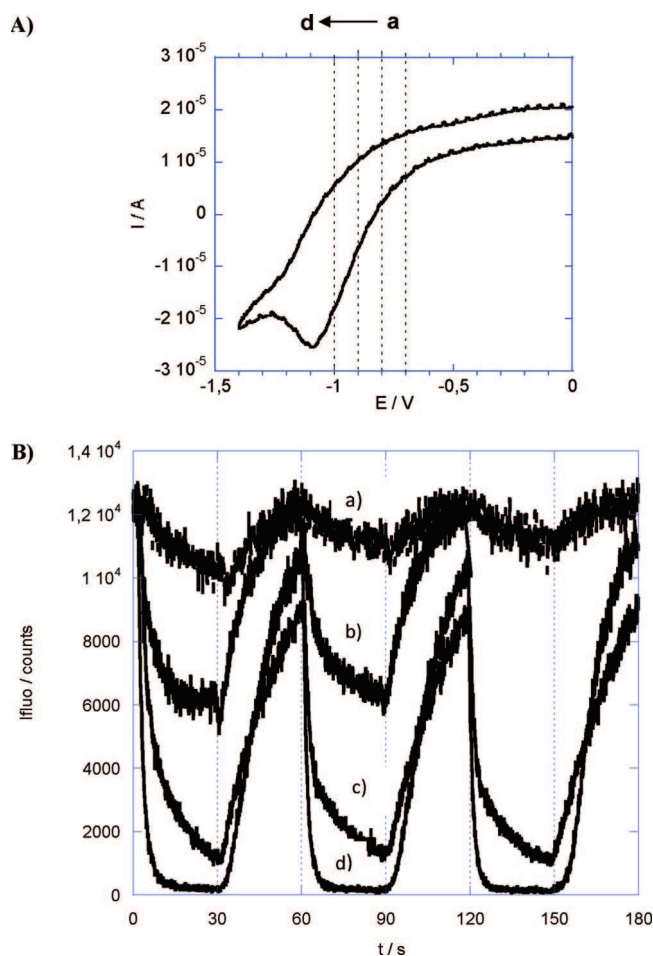 A)
d ← a
3 10⁻⁵
2 10⁻⁵
1 10⁻⁵
0
-1 10⁻⁵
-2 10⁻⁵
-3 10⁻⁵
I / A
-1,5 -1 -0,5 0
E / V
B)
1,4 10⁴
1,2 10⁴
1 10⁴
8000
6000
4000
2000
0
Ifluo / counts
a)
b)
c)
d)
0 30 60 90 120 150 180
t / s